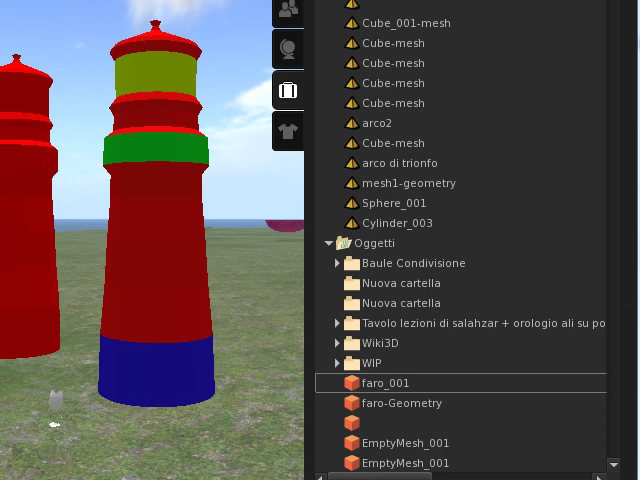 Cube_001-mesh
Cube-mesh
Cube-mesh
Cube-mesh
Cube-mesh
arco2
Cube-mesh
arco di trionfo
mesh1-geometry
Sphere_001
Cylinder_003
Oggetti
Baule Condivisione
Nuova cartella
Nuova cartella
Tavolo lezioni di salahzar + orologio ali su po
Wiki3D
WIP
faro_001
faro-Geometry
EmptyMesh_001
EmptyMesh_001